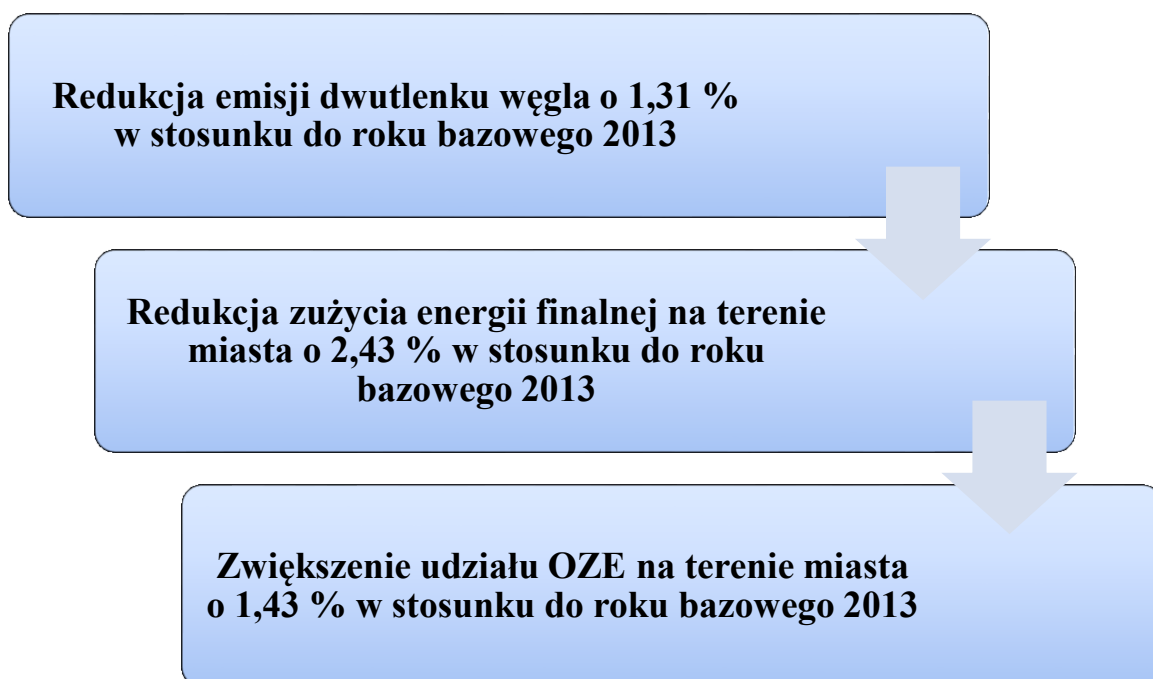 Redukcja emisji dwutlenku węgla o 1,31 %
w stosunku do roku bazowego 2013
Redukcja zużycia energii finalnej na terenie
miasta o 2,43 % w stosunku do roku
bazowego 2013
Zwiększenie udziału OZE na terenie miasta
o 1,43 % w stosunku do roku bazowego 2013